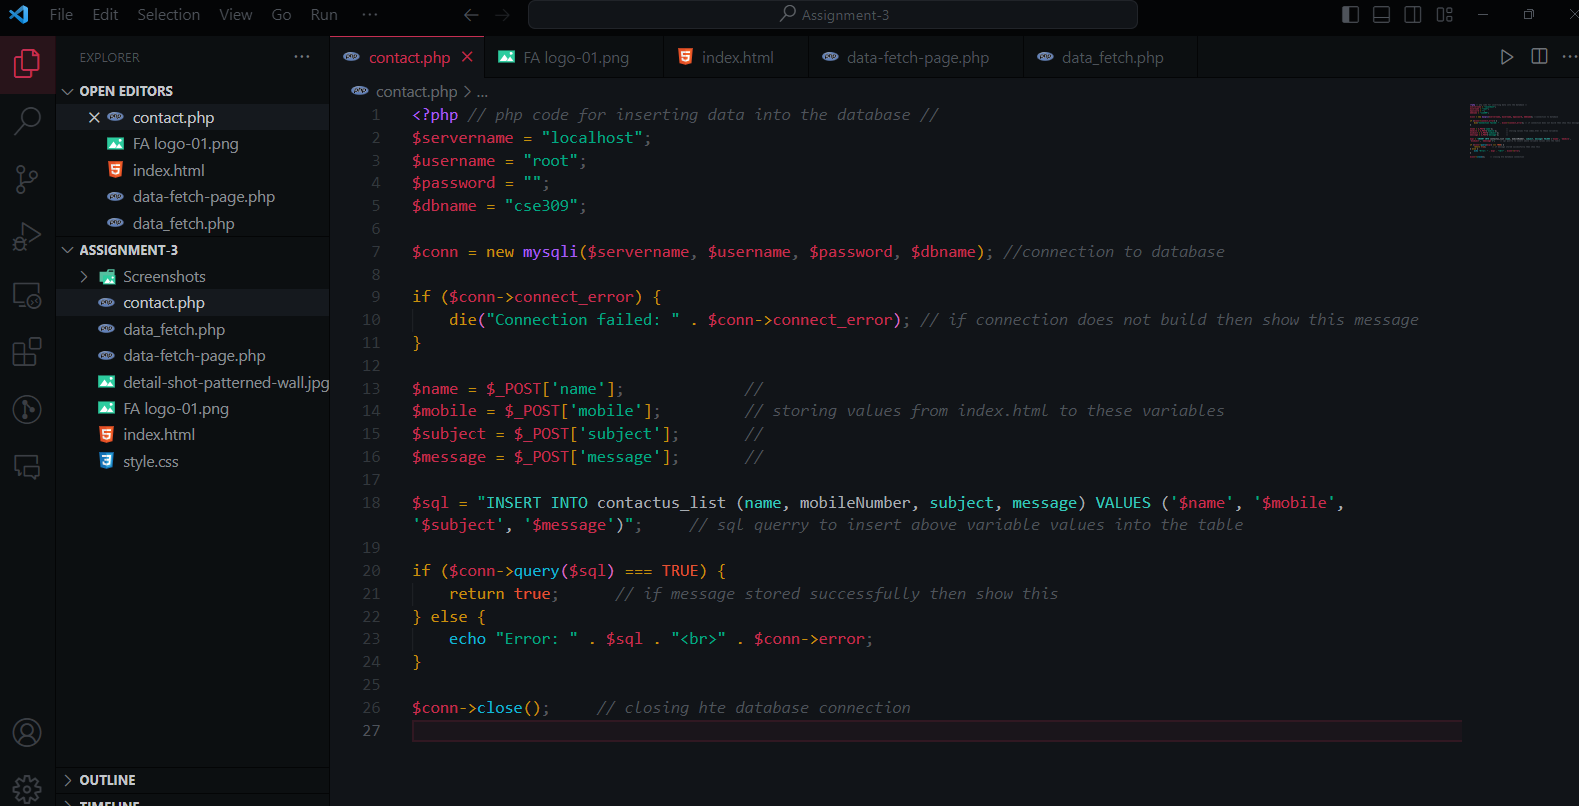 File Edit Selection View Go Run ··· Assignment-3
EXPLORER ···
OPEN EDITORS
contact.php
FA logo-01.png
index.html
data-fetch-page.php
data_fetch.php
ASSIGNMENT-3
Screenshots
contact.php
data_fetch.php
data-fetch-page.php
detail-shot-patterned-wall.jpg
FA logo-01.png
index.html
style.css
OUTLINE
TIMELINE
contact.php FA logo-01.png index.html data-fetch-page.php data_fetch.php
contact.php > ...
1 <?php // php code for inserting data into the database //
2 $servername = "localhost";
3 $username = "root";
4 $password = "";
5 $dbname = "cse309";
6
7 $conn = new mysqli($servername, $username, $password, $dbname); //connection to database
8
9 if ($conn->connect_error) {
10 die("Connection failed: " . $conn->connect_error); // if connection does not build then show this message
11 }
12
13 $name = $_POST['name']; //
14 $mobile = $_POST['mobile']; // storing values from index.html to these variables
15 $subject = $_POST['subject']; //
16 $message = $_POST['message']; //
17
18 $sql = "INSERT INTO contactus_list (name, mobileNumber, subject, message) VALUES ('$name', '$mobile',
'$subject', '$message')"; // sql querry to insert above variable values into the table
19
20 if ($conn->query($sql) === TRUE) {
21 return true; // if message stored successfully then show this
22 } else {
23 echo "Error: " . $sql . "<br>" . $conn->error;
24 }
25
26 $conn->close(); // closing hte database connection
27